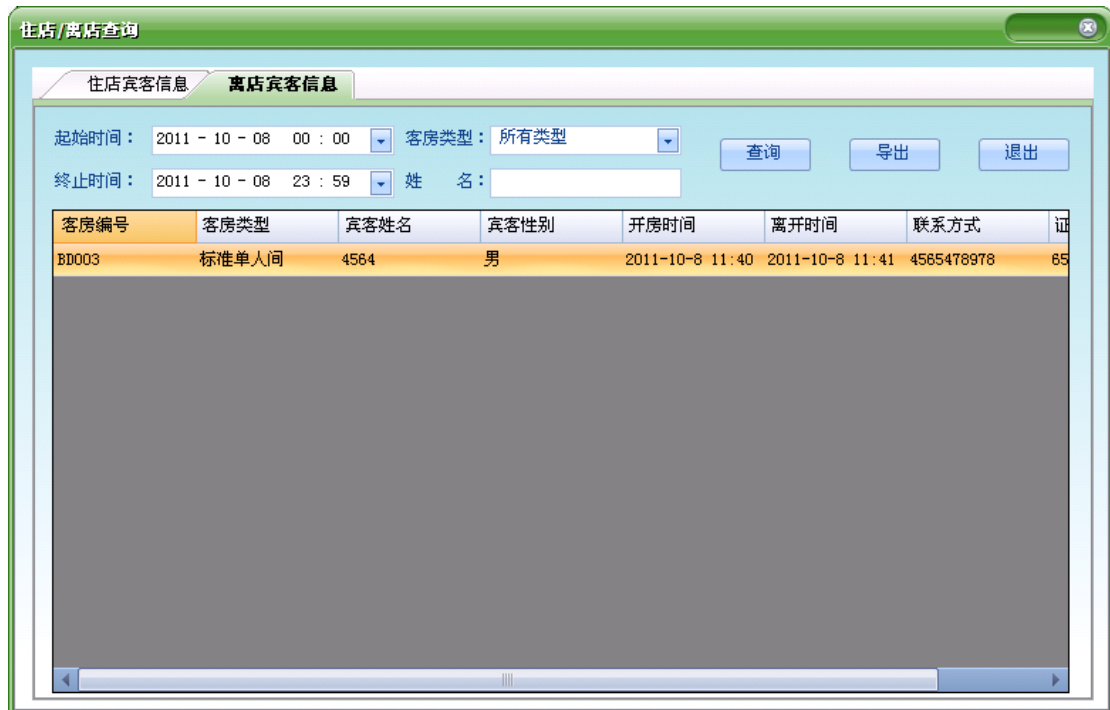 住店/离店查询
住店宾客信息 离店宾客信息
起始时间： 2011 - 10 - 08 00 : 00 客房类型： 所有类型 查询 导出 退出
终止时间： 2011 - 10 - 08 23 : 59 姓 名：
客房编号 客房类型 宾客姓名 宾客性别 开房时间 离开时间 联系方式 证
BD003 标准单人间 4564 男 2011-10-8 11:40 2011-10-8 11:41 4565478978 65